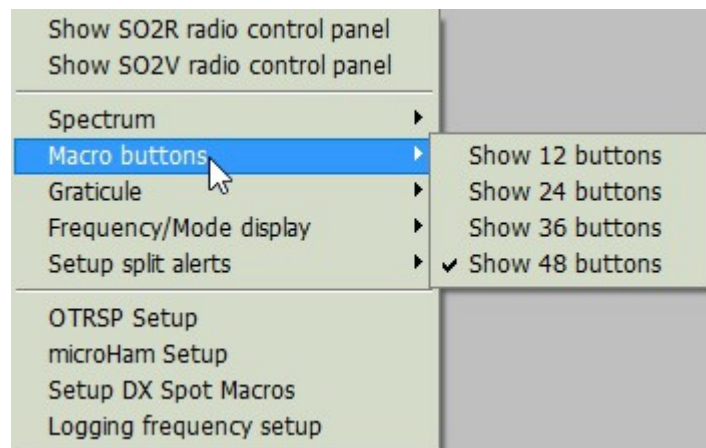 Show SO2R radio control panel
Show SO2V radio control panel
Spectrum
Macro buttons
Graticule
Frequency/Mode display
Setup split alerts
Show 12 buttons
Show 24 buttons
Show 36 buttons
Show 48 buttons
OTRSP Setup
microHam Setup
Setup DX Spot Macros
Logging frequency setup